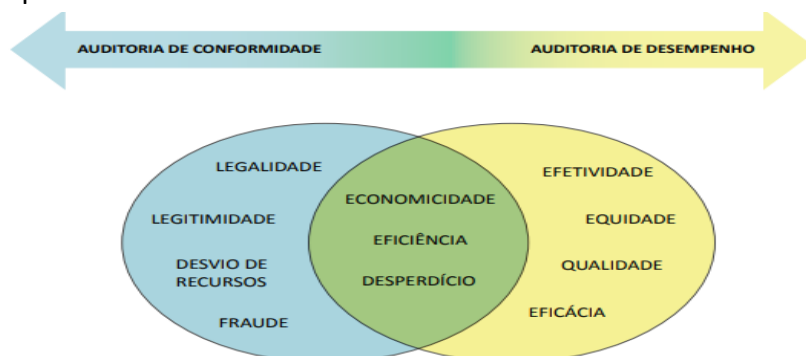 AUDITORIA DE CONFORMIDADE
AUDITORIA DE DESEMPENHO
LEGALIDADE
LEGITIMIDADE
DESVIO DE
RECURSOS
FRAUDE
ECONOMICIDADE
EFICIÊNCIA
DESPERDÍCIO
EFETIVIDADE
EQUIDADE
QUALIDADE
EFICÁCIA